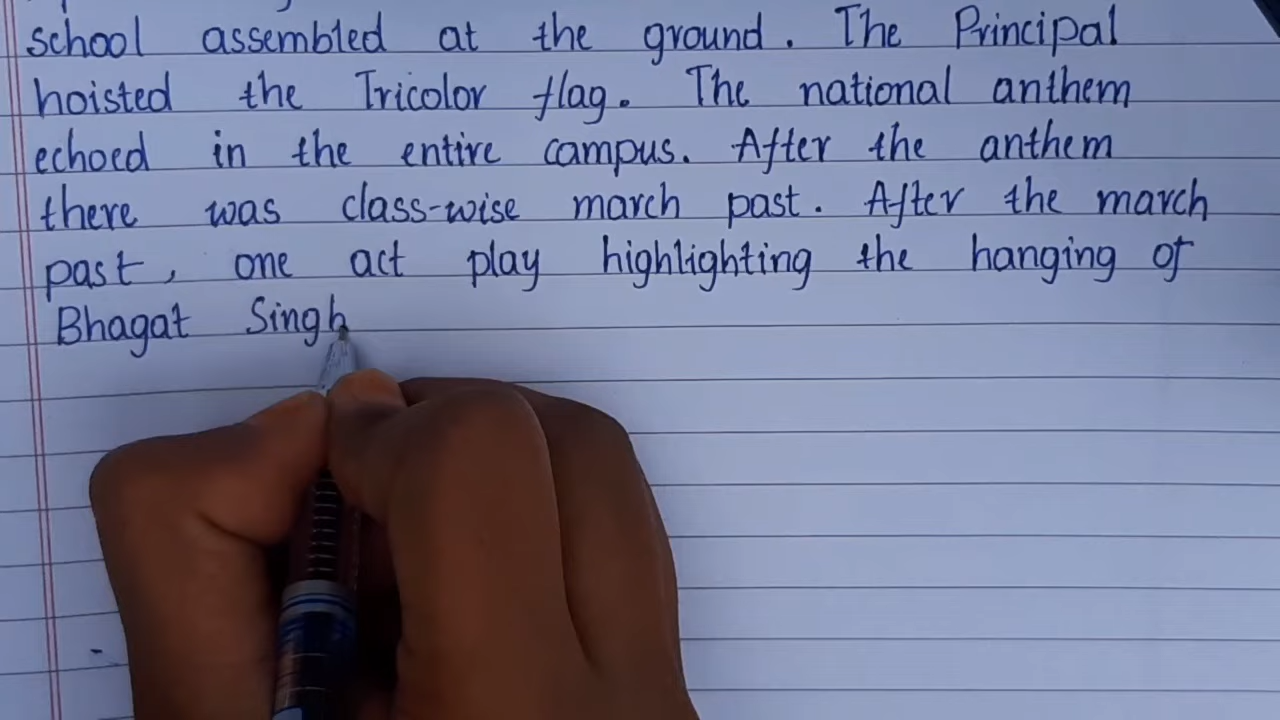 school assembled at the ground. The Principal
hoisted the Tricolor flag. The national anthem
echoed in the entire campus. After the anthem
there was class-wise march past. After the march
past, one act play highlighting the hanging of
Bhagat Singh